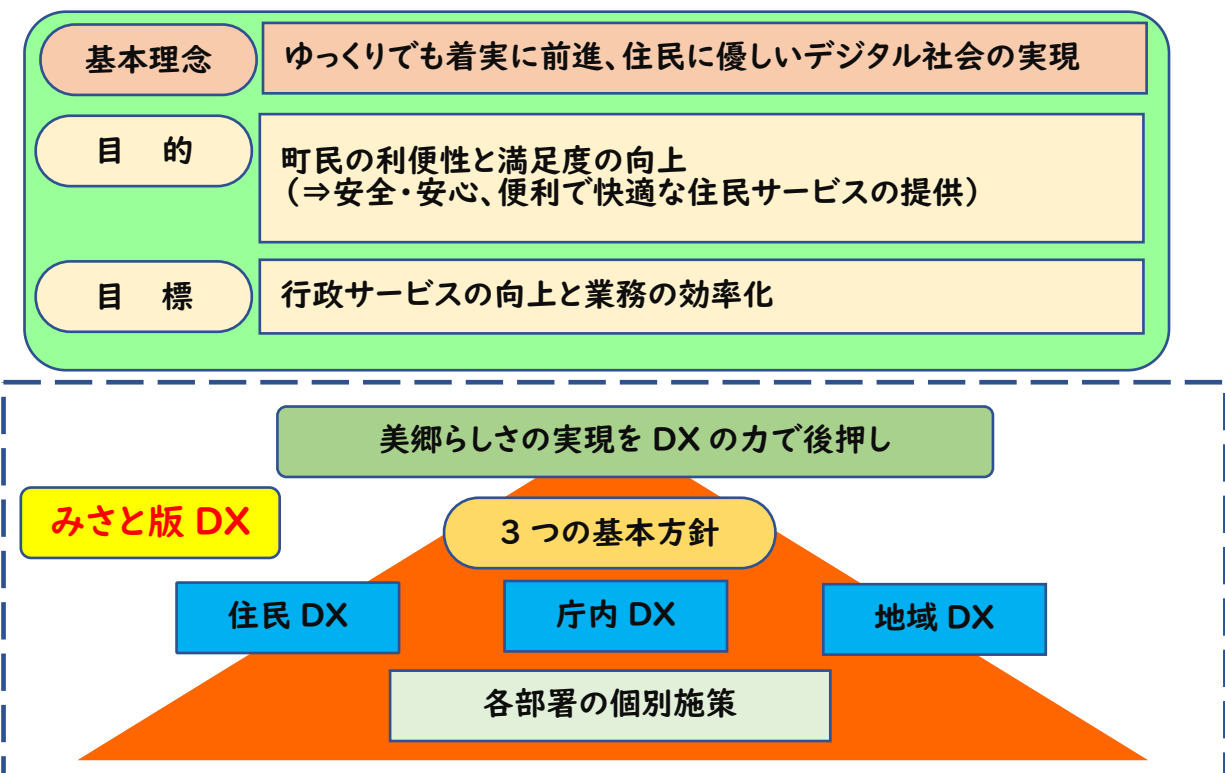 基本理念
ゆっくりでも着実に前進、住民に優しいデジタル社会の実現
目 的
町民の利便性と満足度の向上
（⇒安全・安心、便利で快適な住民サービスの提供）
目 標
行政サービスの向上と業務の効率化
美郷らしさの実現を DX の力で後押し
みさと版 DX
3 つの基本方針
住民 DX
庁内 DX
地域 DX
各部署の個別施策